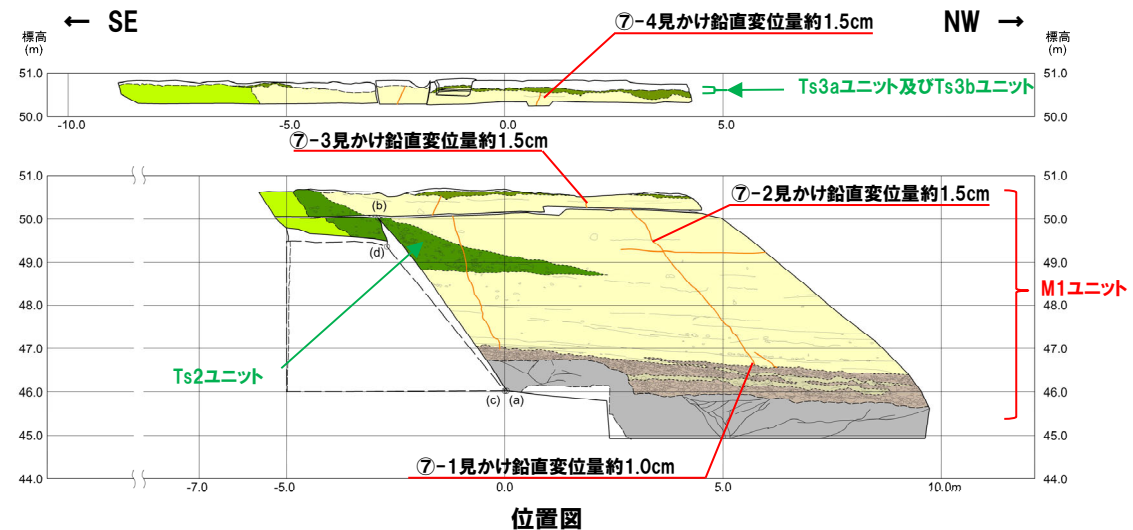 ← SE
⑦-4見かけ鉛直変位量約1.5cm
NW →
標高
(m)
標高
(m)
51.0
51.0
Ts3aユニット及びTs3bユニット
50.0
50.0
-10.0
-5.0
0.0
5.0
⑦-3見かけ鉛直変位量約1.5cm
51.0
51.0
⑦-2見かけ鉛直変位量約1.5cm
(b)
50.0
50.0
(d)
49.0
49.0
M1ユニット
48.0
48.0
47.0
47.0
Ts2ユニット
46.0
46.0
(c)
(a)
45.0
45.0
⑦-1見かけ鉛直変位量約1.0cm
44.0
44.0
-7.0
-5.0
0.0
5.0
10.0m
位置図